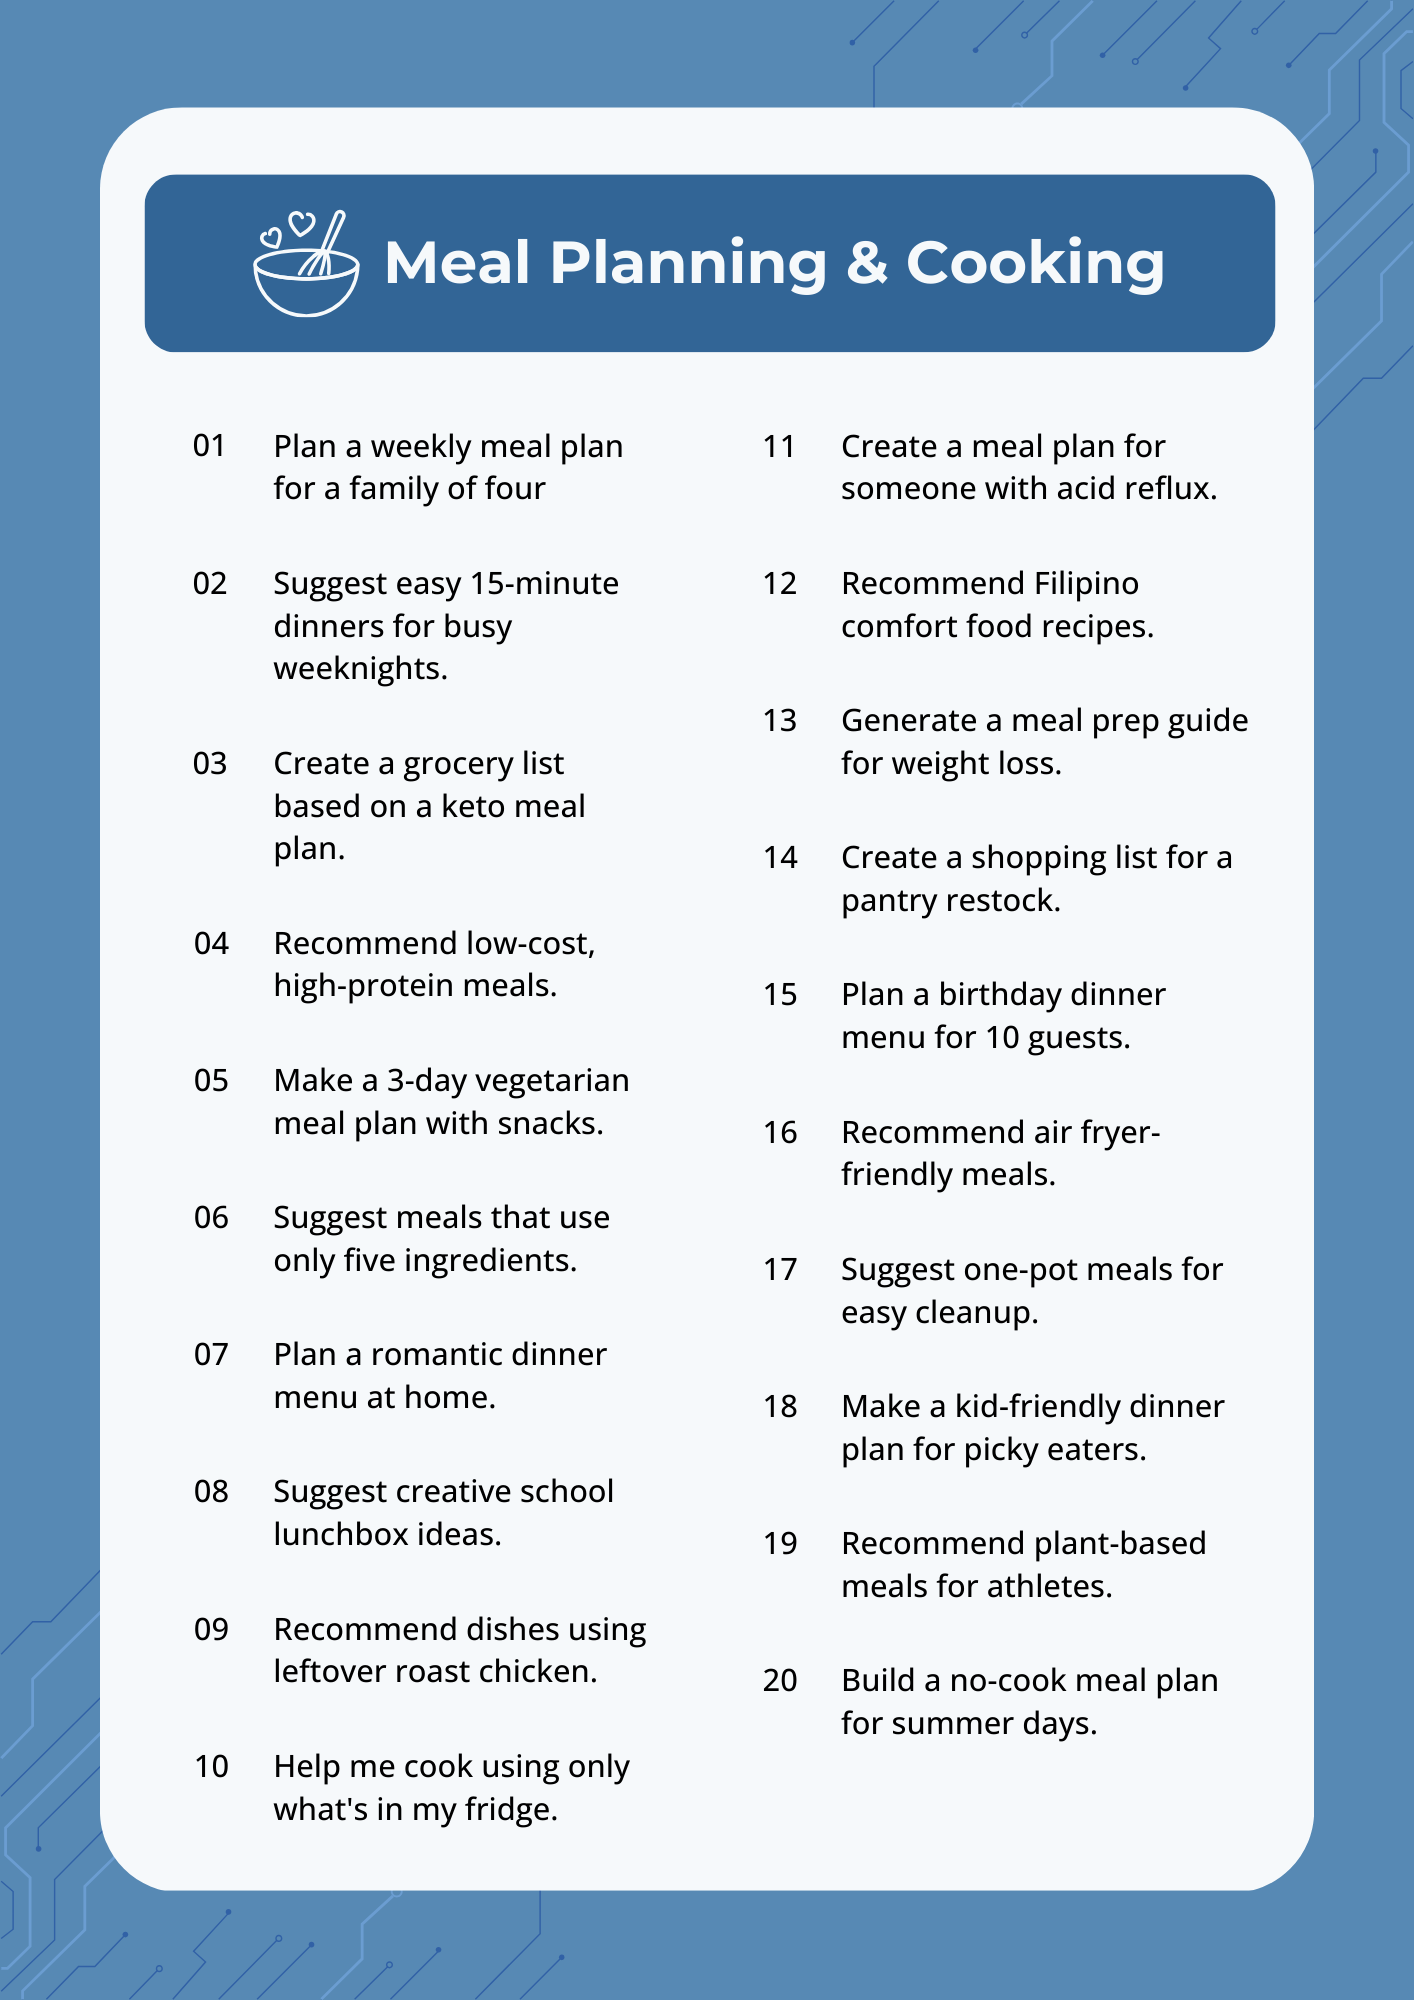 Meal Planning & Cooking
01 Plan a weekly meal plan
for a family of four
02 Suggest easy 15-minute
dinners for busy
weeknights.
03 Create a grocery list
based on a keto meal
plan.
04 Recommend low-cost,
high-protein meals.
05 Make a 3-day vegetarian
meal plan with snacks.
06 Suggest meals that use
only five ingredients.
07 Plan a romantic dinner
menu at home.
08 Suggest creative school
lunchbox ideas.
09 Recommend dishes using
leftover roast chicken.
10 Help me cook using only
what's in my fridge.
11 Create a meal plan for
someone with acid reflux.
12 Recommend Filipino
comfort food recipes.
13 Generate a meal prep guide
for weight loss.
14 Create a shopping list for a
pantry restock.
15 Plan a birthday dinner
menu for 10 guests.
16 Recommend air fryer-
friendly meals.
17 Suggest one-pot meals for
easy cleanup.
18 Make a kid-friendly dinner
plan for picky eaters.
19 Recommend plant-based
meals for athletes.
20 Build a no-cook meal plan
for summer days.